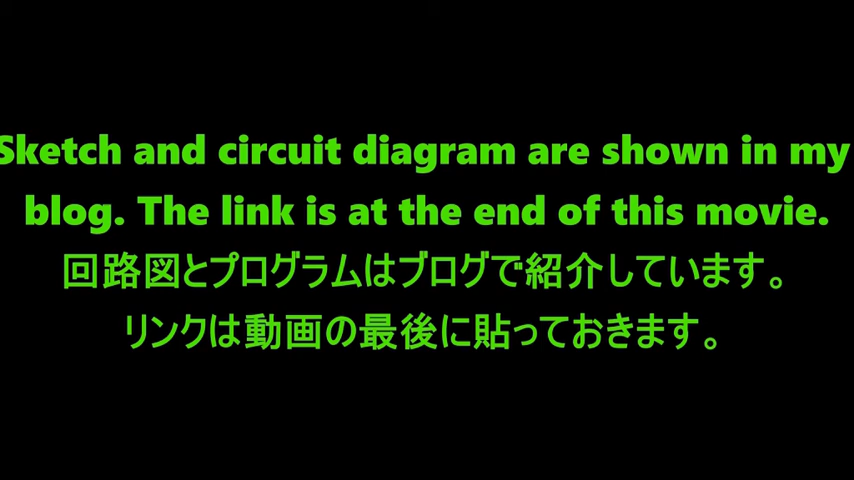 Sketch and circuit diagram are shown in my
blog. The link is at the end of this movie.
回路図とプログラムはブログで紹介しています。
リンクは動画の最後に貼っておきます。